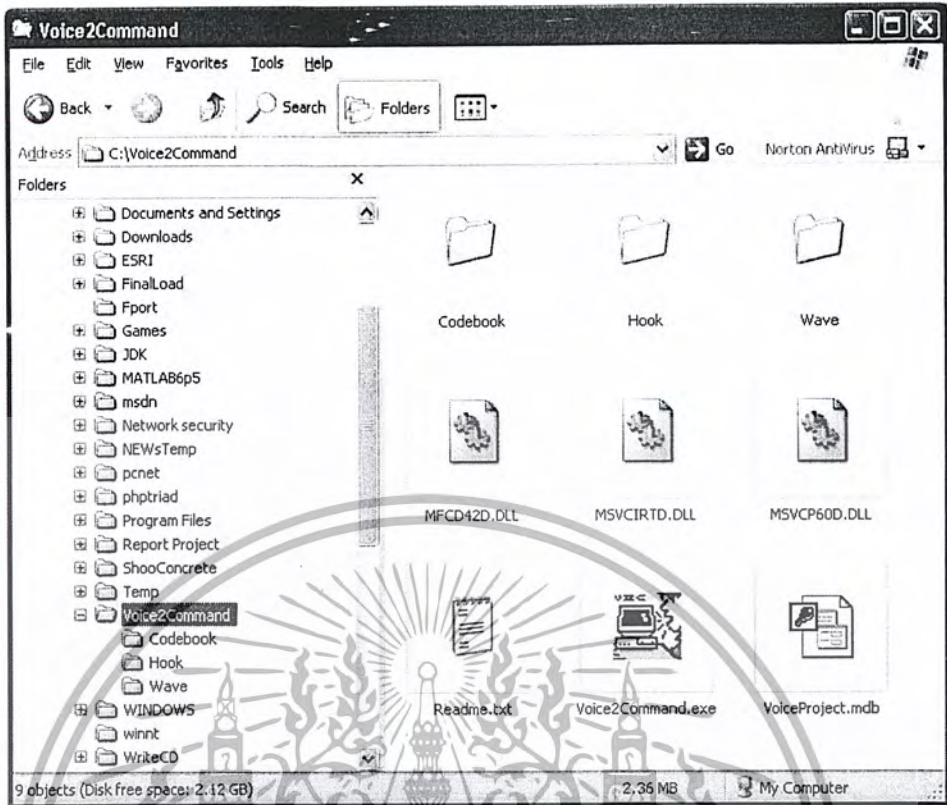 Voice2Command
File Edit View Favorites Tools Help
Back Search Folders
Address C:\Voice2Command Go Norton AntiVirus
Folders
Documents and Settings
Downloads
ESRI
FinalLoad
Fport
Games
JDK
MATLAB6p5
msdn
Network security
NEWsTemp
pcnet
phptriad
Program Files
Report Project
ShooConcrete
Temp
Voice2Command
Codebook
Hook
Wave
WINDOWS
winnt
WriteCD
Codebook Hook Wave
MFCD42D.DLL MSVCIRTD.DLL MSVCP60D.DLL
Readme.txt Voice2Command.exe VoiceProject.mdb
9 objects (Disk free space: 2.12 GB) 2.36 MB My Computer